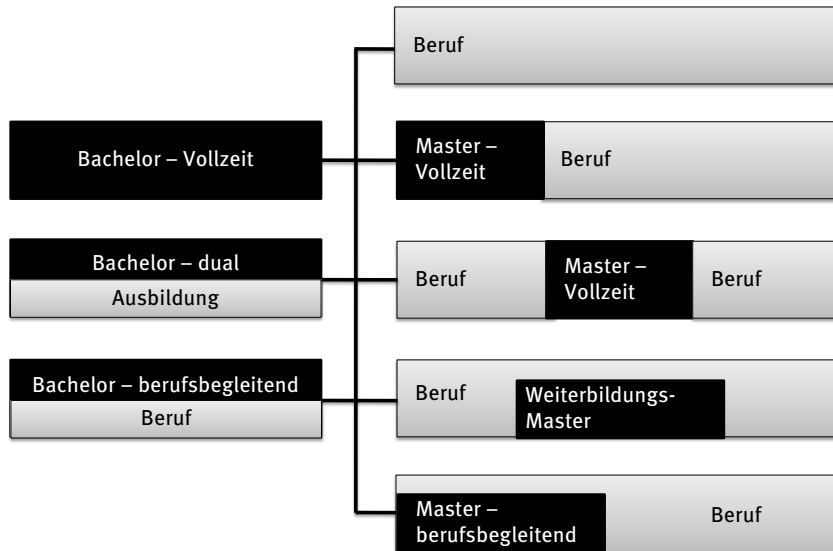 Beruf
Bachelor – Vollzeit
Master –
Vollzeit
Beruf
Bachelor – dual
Ausbildung
Beruf
Master –
Vollzeit
Beruf
Bachelor – berufsbegleitend
Beruf
Beruf
Weiterbildungs-
Master
Master –
berufsbegleitend
Beruf